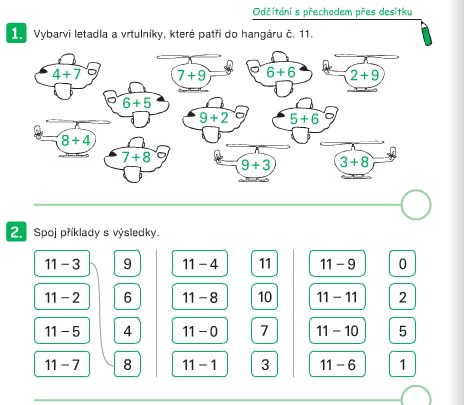 Odčítání s přechodem přes desítku
1. Vybarvi letadla a vrtulníky, které patří do hangáru č. 11.
4+7 7+9 6+6 2+9
6+5 9+2 5+6
8+4 7+8 9+3 3+8
2. Spoj příklady s výsledky.
11 − 3 9 11 − 4 11 11 − 9 0
11 − 2 6 11 − 8 10 11 − 11 2
11 − 5 4 11 − 0 7 11 − 10 5
11 − 7 8 11 − 1 3 11 − 6 1